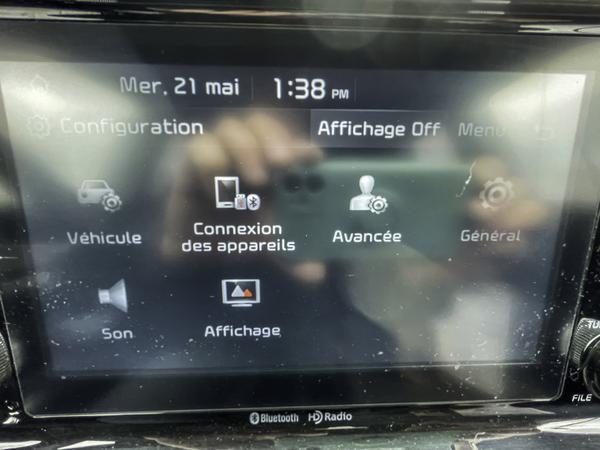 Mer. 21 mai 1:38 PM
Configuration Affichage Off Menu
Véhicule
Connexion
des appareils
Avancée
Général
Son
Affichage
Bluetooth HD Radio
FILE